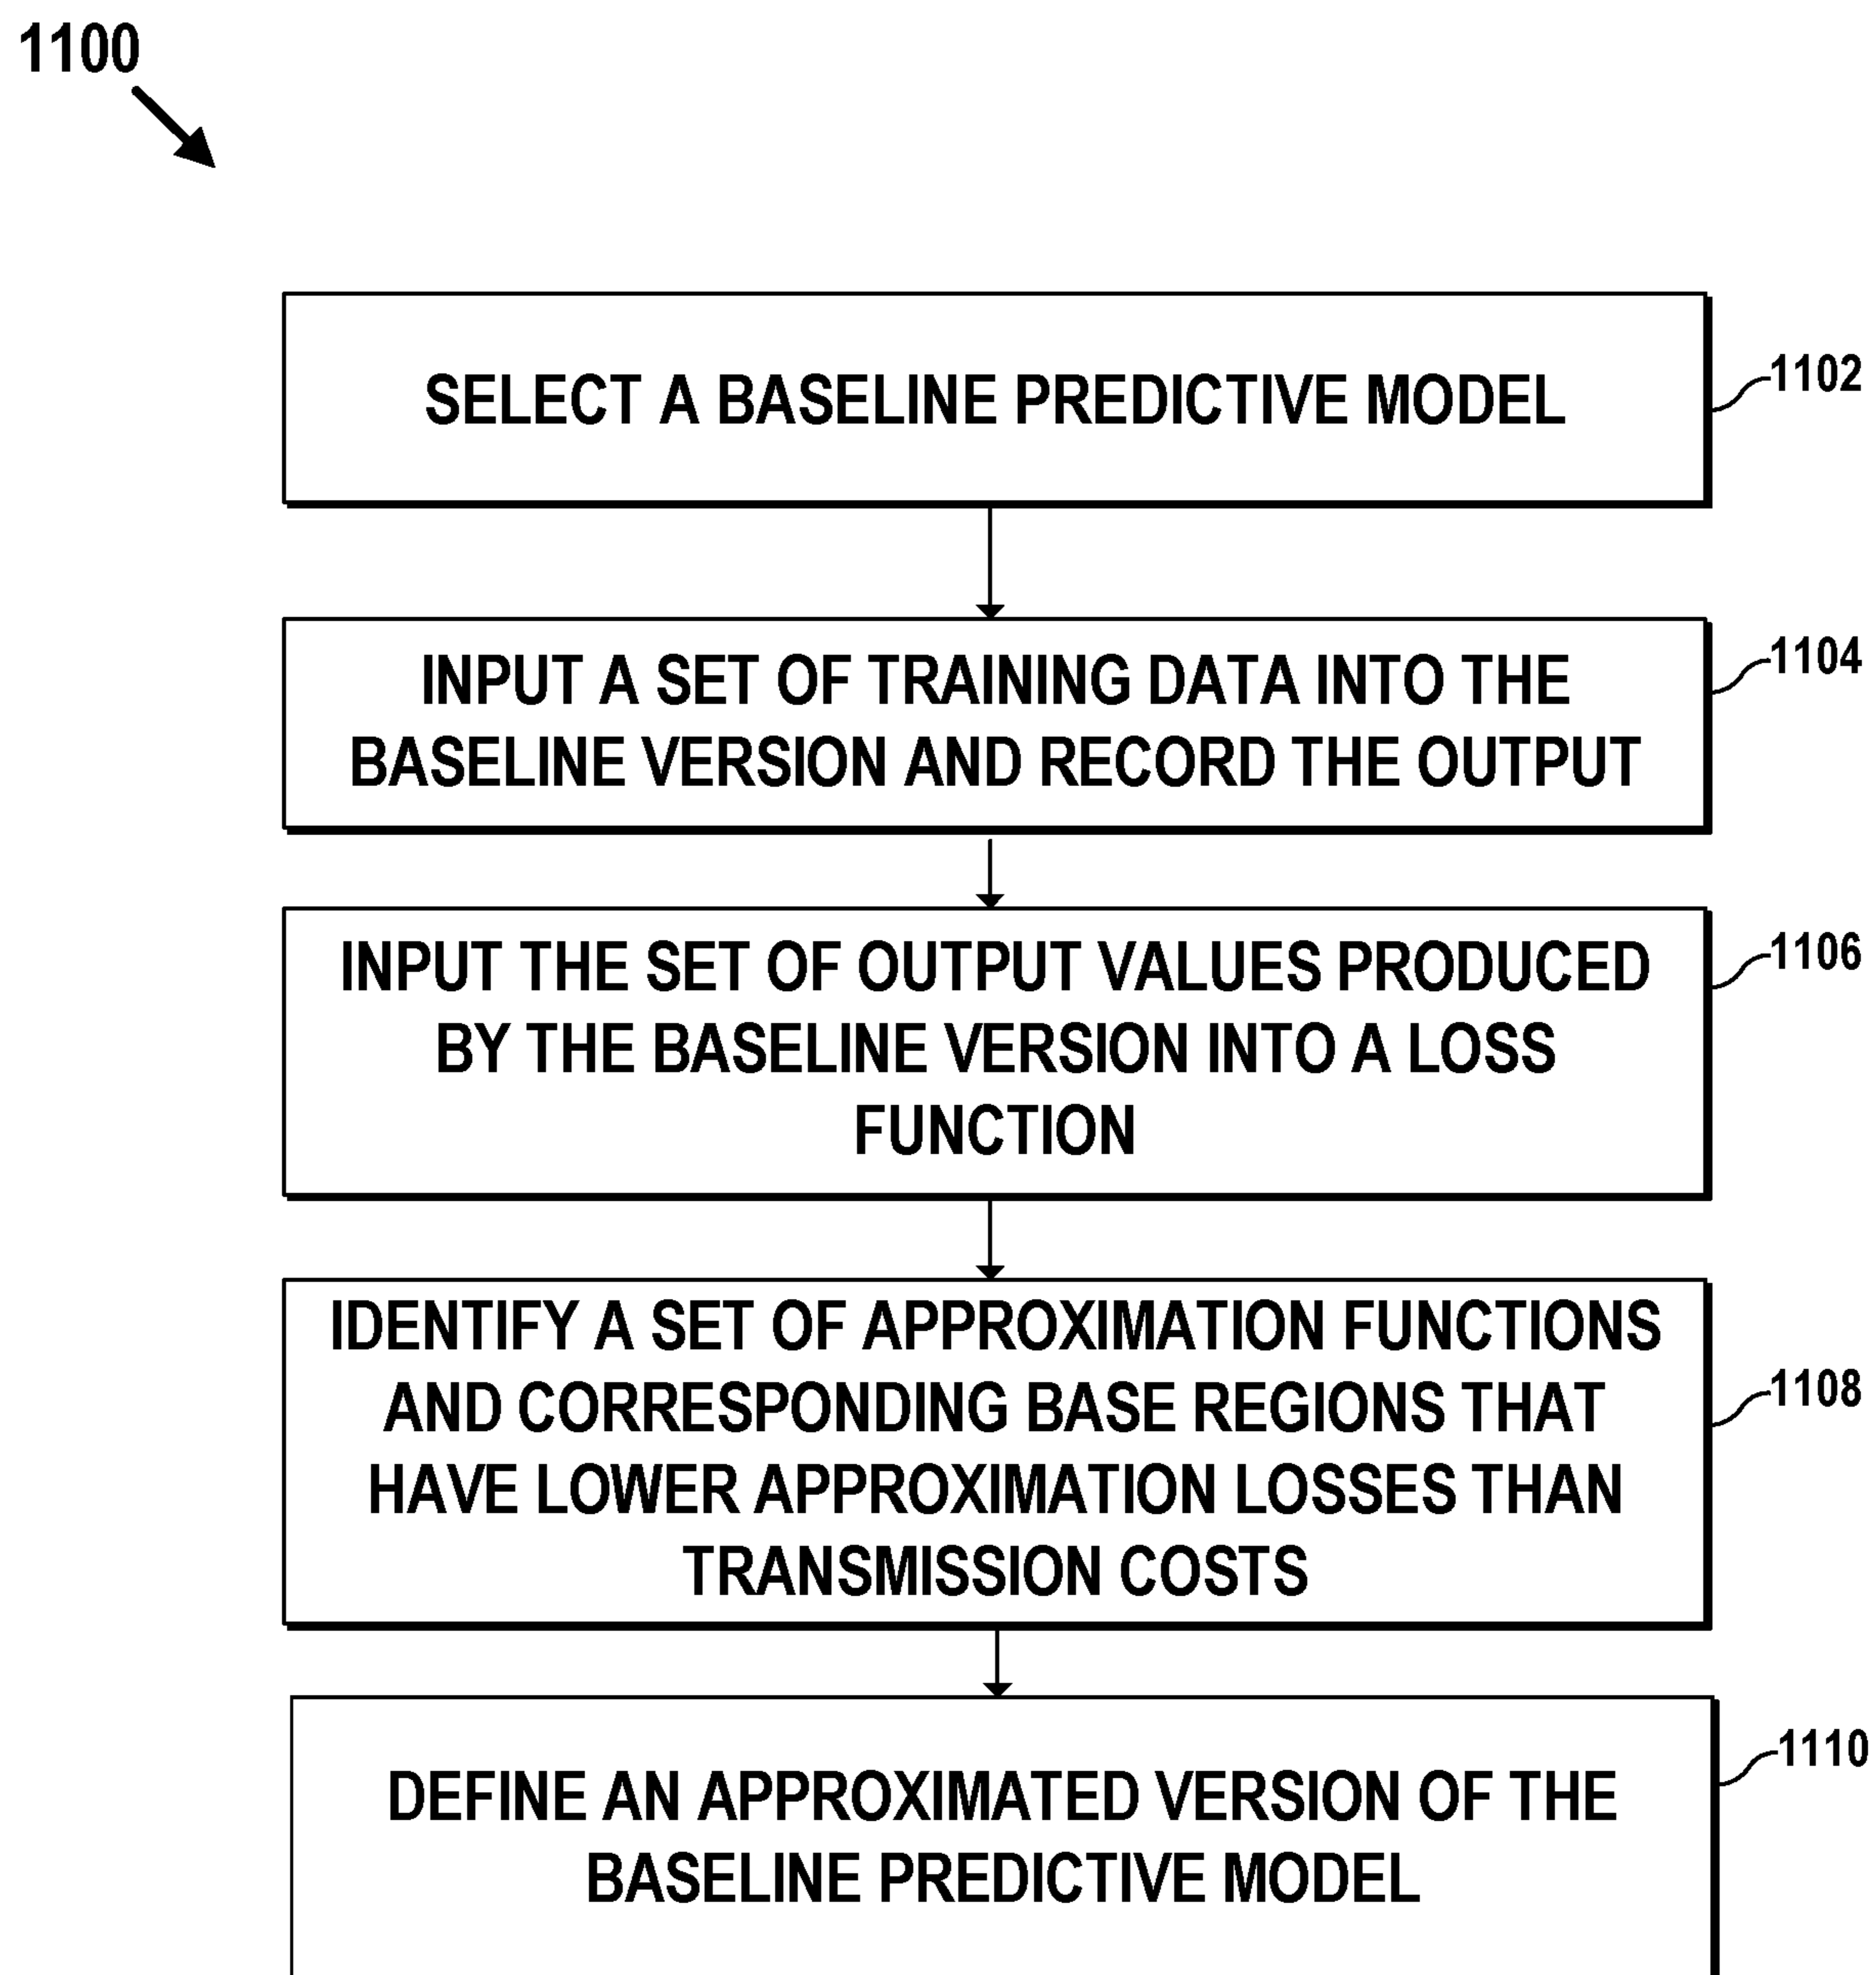 1100
SELECT A BASELINE PREDICTIVE MODEL
1102
INPUT A SET OF TRAINING DATA INTO THE
BASELINE VERSION AND RECORD THE OUTPUT
1104
INPUT THE SET OF OUTPUT VALUES PRODUCED
BY THE BASELINE VERSION INTO A LOSS
FUNCTION
1106
IDENTIFY A SET OF APPROXIMATION FUNCTIONS
AND CORRESPONDING BASE REGIONS THAT
HAVE LOWER APPROXIMATION LOSSES THAN
TRANSMISSION COSTS
1108
DEFINE AN APPROXIMATED VERSION OF THE
BASELINE PREDICTIVE MODEL
1110